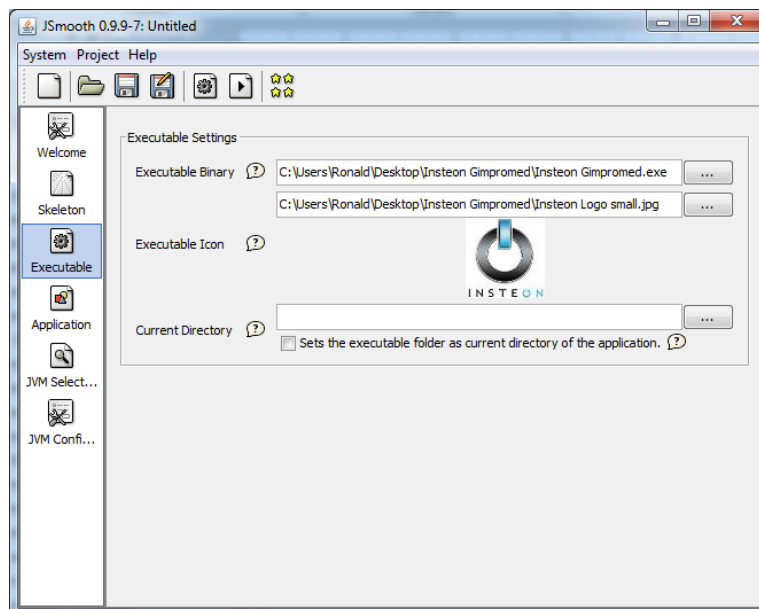 JSmooth 0.9.9-7: Untitled
System Project Help
Welcome
Skeleton
Executable
Application
JVM Select...
JVM Confi...
Executable Settings
Executable Binary
C:\Users\Ronald\Desktop\Insteon Gimpromed\Insteon Gimpromed.exe
...
C:\Users\Ronald\Desktop\Insteon Gimpromed\Insteon Logo small.jpg
...
Executable Icon
INSTEON
Current Directory
...
Sets the executable folder as current directory of the application.